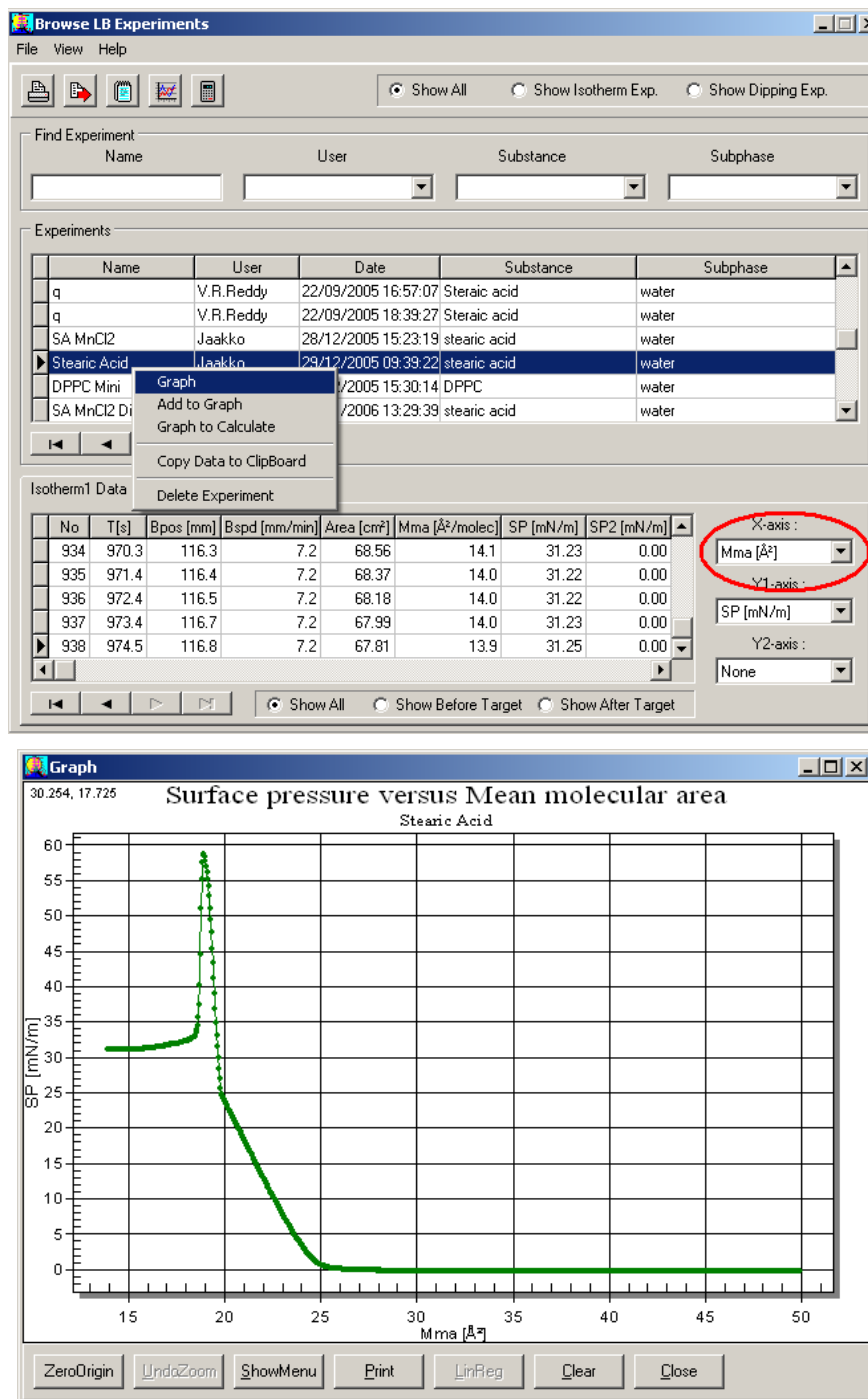 Browse LB Experiments
File View Help
Show All Show Isotherm Exp. Show Dipping Exp.
Find Experiment
Name User Substance Subphase
Experiments
Name User Date Substance Subphase
q V.R.Reddy 22/09/2005 16:57:07 Steraic acid water
q V.R.Reddy 22/09/2005 18:39:27 Steraic acid water
SA MnCl2 Jaakko 28/12/2005 15:23:19 stearic acid water
Stearic Acid Jaakko 29/12/2005 09:39:22 stearic acid water
DPPC Mini /2005 15:30:14 DPPC water
SA MnCl2 Di /2006 13:29:39 stearic acid water
Graph
Add to Graph
Graph to Calculate
Copy Data to ClipBoard
Delete Experiment
Isotherm1 Data
No T[s] Bpos [mm] Bspd [mm/min] Area [cm²] Mma [Å²/molec] SP [mN/m] SP2 [mN/m]
934 970.3 116.3 7.2 68.56 14.1 31.23 0.00
935 971.4 116.4 7.2 68.37 14.0 31.22 0.00
936 972.4 116.5 7.2 68.18 14.0 31.22 0.00
937 973.4 116.7 7.2 67.99 14.0 31.23 0.00
938 974.5 116.8 7.2 67.81 13.9 31.25 0.00
X-axis :
Mma [Å²]
Y1-axis :
SP [mN/m]
Y2-axis :
None
Show All Show Before Target Show After Target
Graph
30.254, 17.725
Surface pressure versus Mean molecular area
Stearic Acid
60
55
50
45
40
35
30
25
20
15
10
5
0
SP [mN/m]
15 20 25 30 35 40 45 50
Mma [Å²]
ZeroOrigin UndoZoom ShowMenu Print LinReg Clear Close